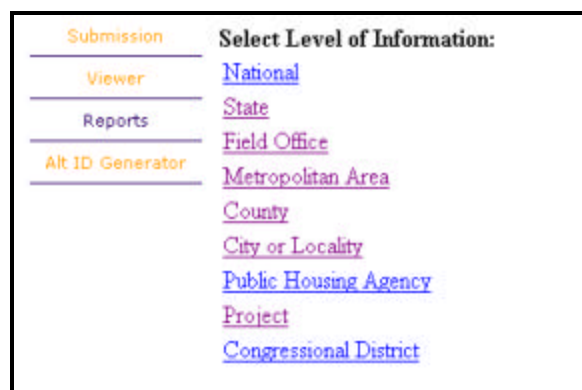 Submission
Viewer
Reports
Alt ID Generator
Select Level of Information:
National
State
Field Office
Metropolitan Area
County
City or Locality
Public Housing Agency
Project
Congressional District